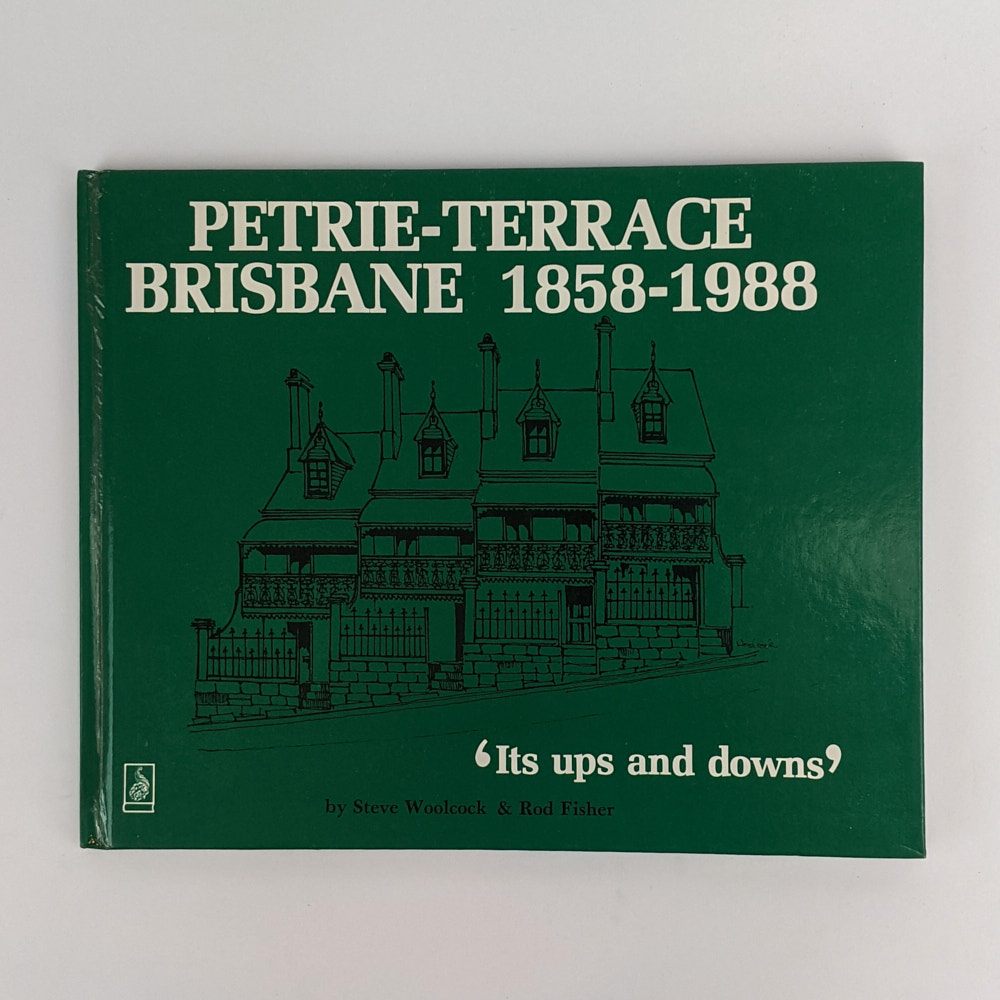 PETRIE-TERRACE
BRISBANE 1858-1988
‘Its ups and downs’
by Steve Woolcock & Rod Fisher